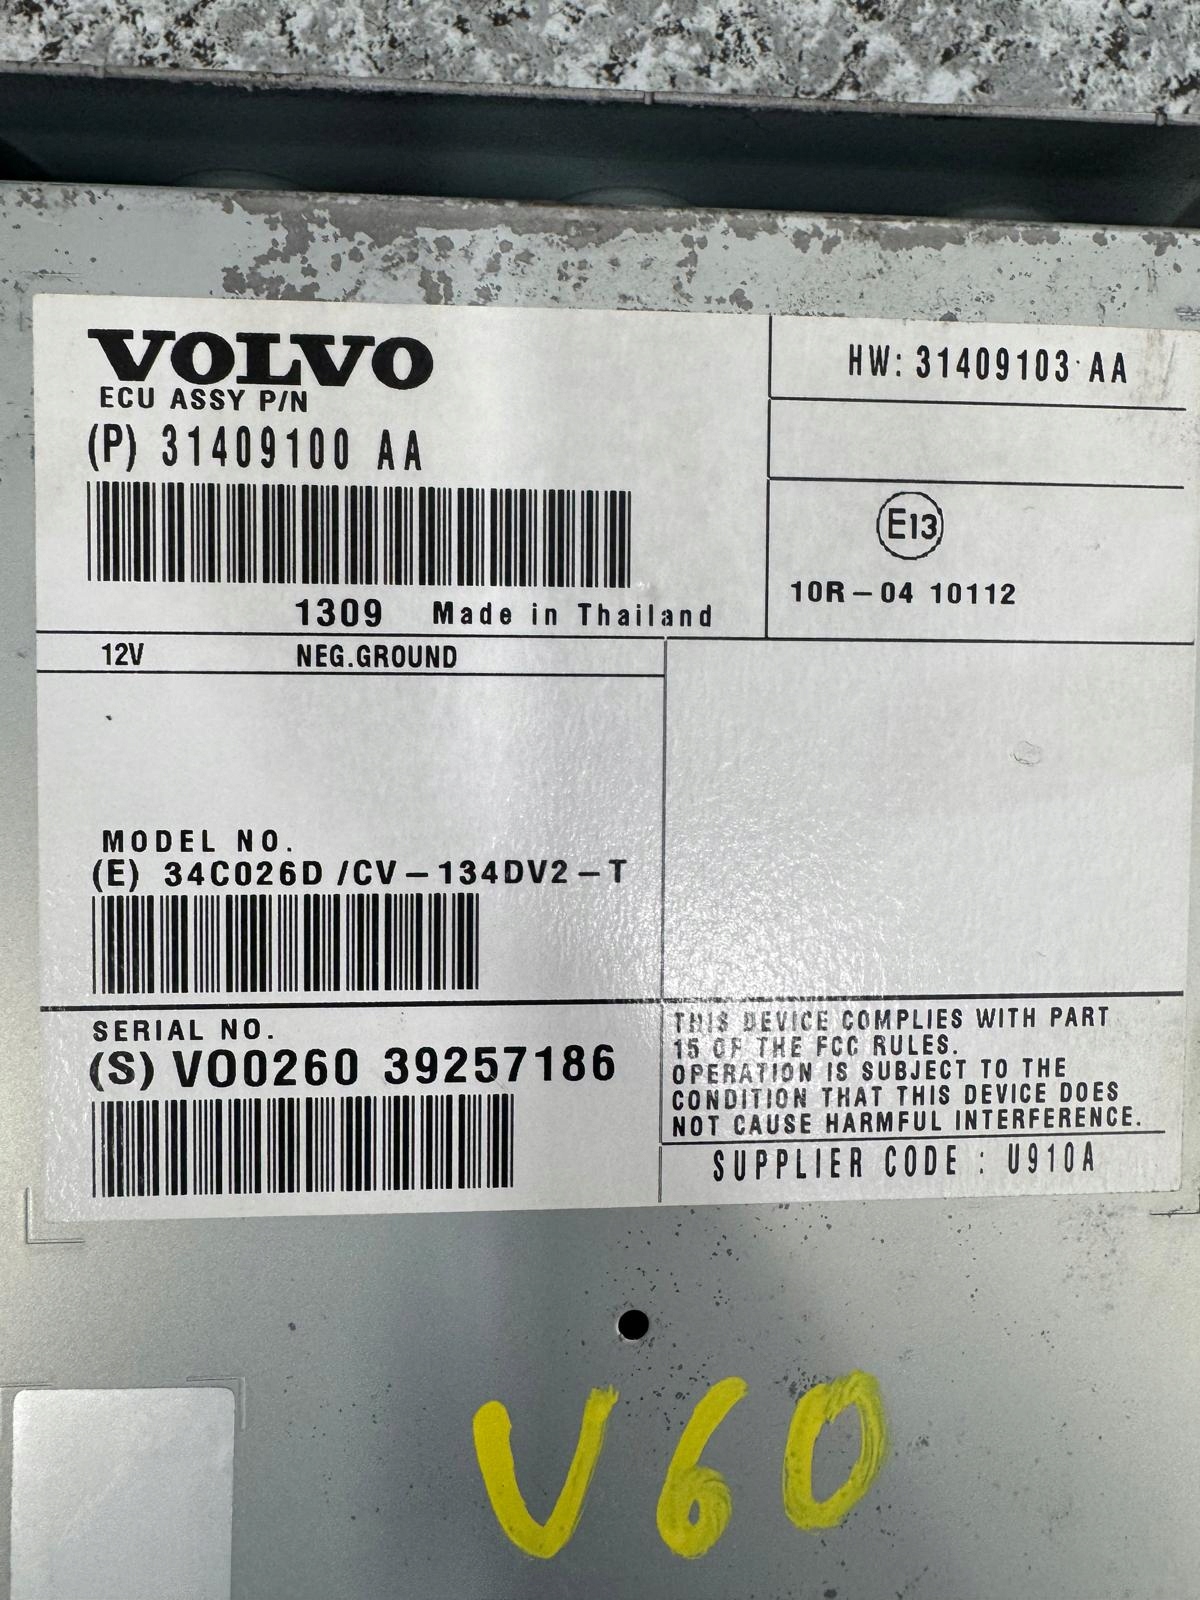 VOLVO
ECU ASSY P/N
(P) 31409100 AA
1309 Made in Thailand
HW: 31409103 AA
E13
10R-04 10112
12V NEG.GROUND
MODEL NO.
(E) 34C026D /CV-134DV2-T
SERIAL NO.
(S) VO0260 39257186
THIS DEVICE COMPLIES WITH PART
15 OF THE FCC RULES.
OPERATION IS SUBJECT TO THE
CONDITION THAT THIS DEVICE DOES
NOT CAUSE HARMFUL INTERFERENCE.
SUPPLIER CODE : U910A
V60